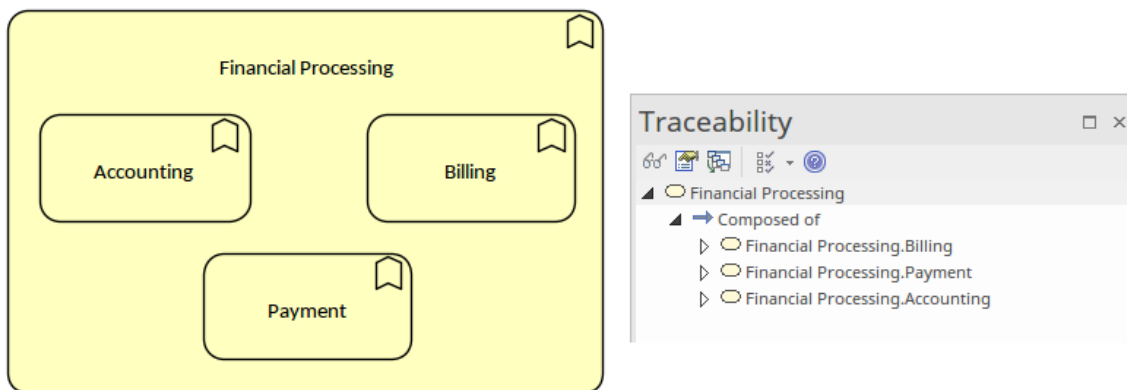 Financial Processing
Accounting
Billing
Payment
Traceability
Financial Processing
Composed of
Financial Processing.Billing
Financial Processing.Payment
Financial Processing.Accounting